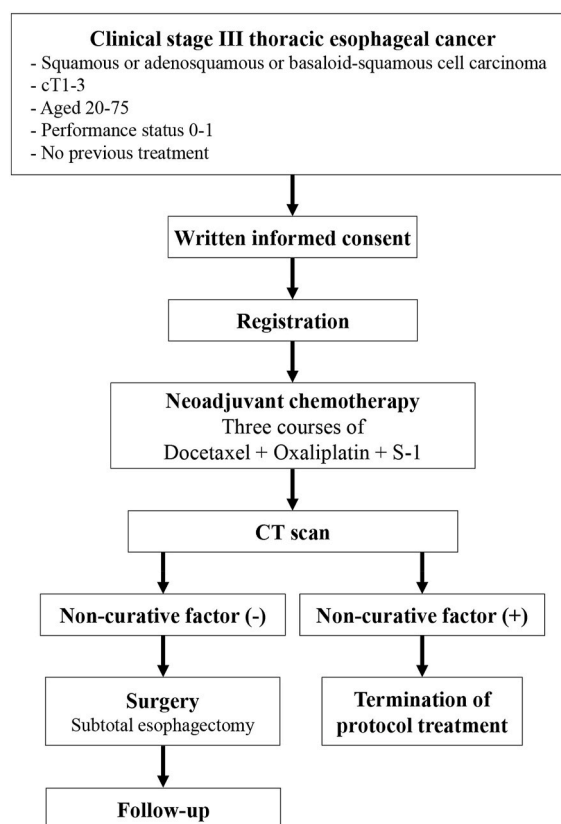 Clinical stage III thoracic esophageal cancer
- Squamous or adenosquamous or basaloid-squamous cell carcinoma
- cT1-3
- Aged 20-75
- Performance status 0-1
- No previous treatment
Written informed consent
Registration
Neoadjuvant chemotherapy
Three courses of
Docetaxel + Oxaliplatin + S-1
CT scan
Non-curative factor (-)
Non-curative factor (+)
Surgery
Subtotal esophagectomy
Termination of
protocol treatment
Follow-up